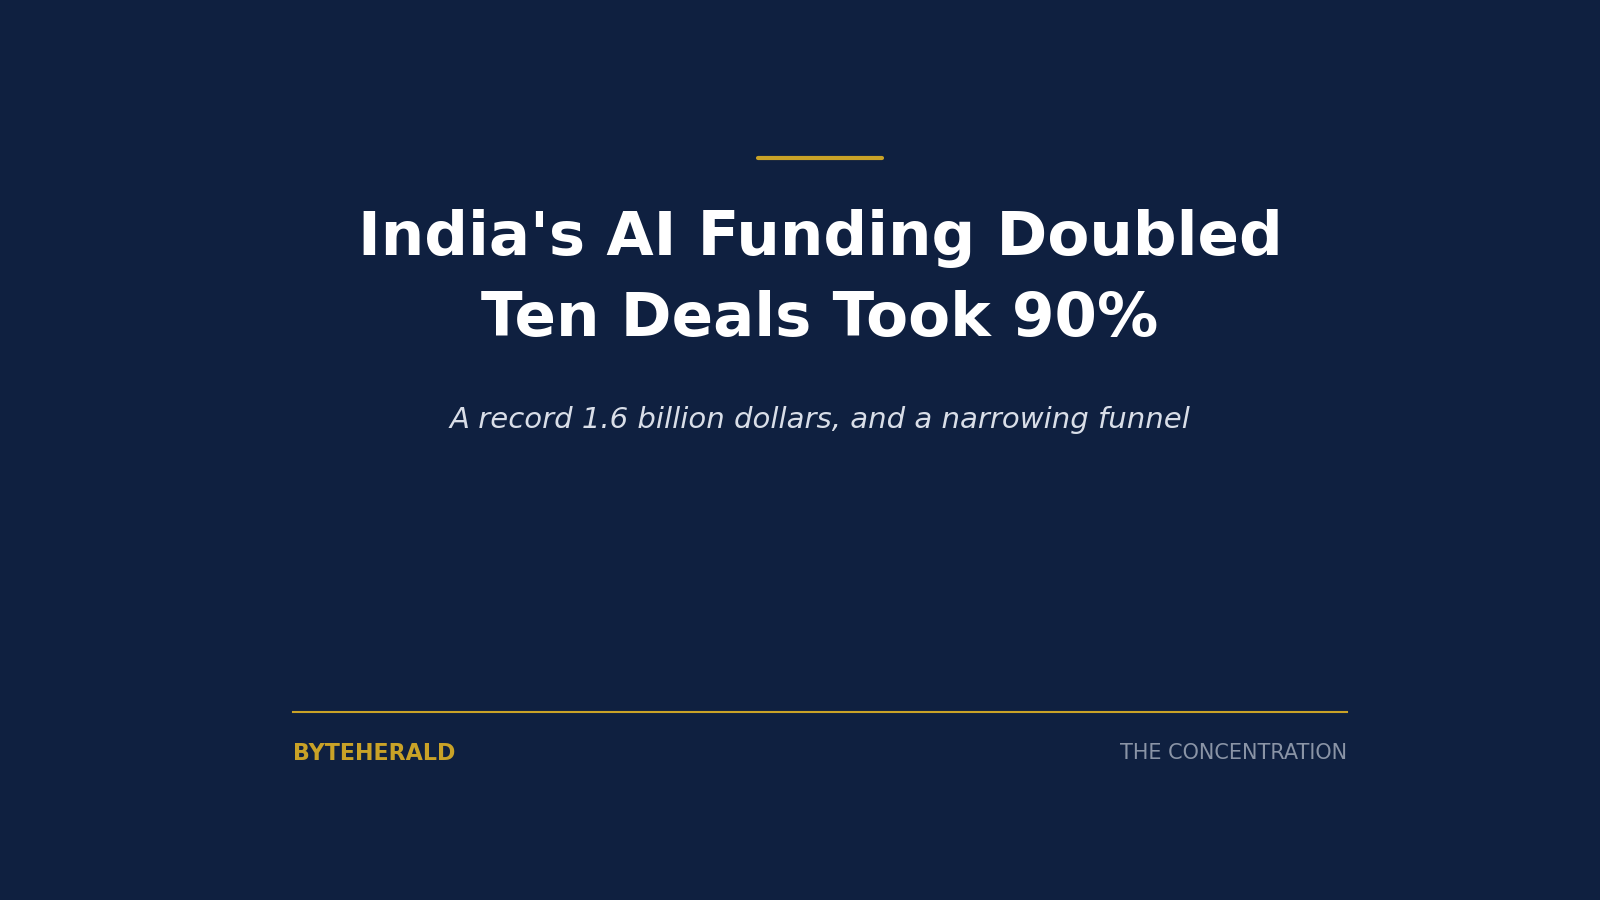 India's AI Funding Doubled
Ten Deals Took 90%
A record 1.6 billion dollars, and a narrowing funnel
BYTEHERALD
THE CONCENTRATION